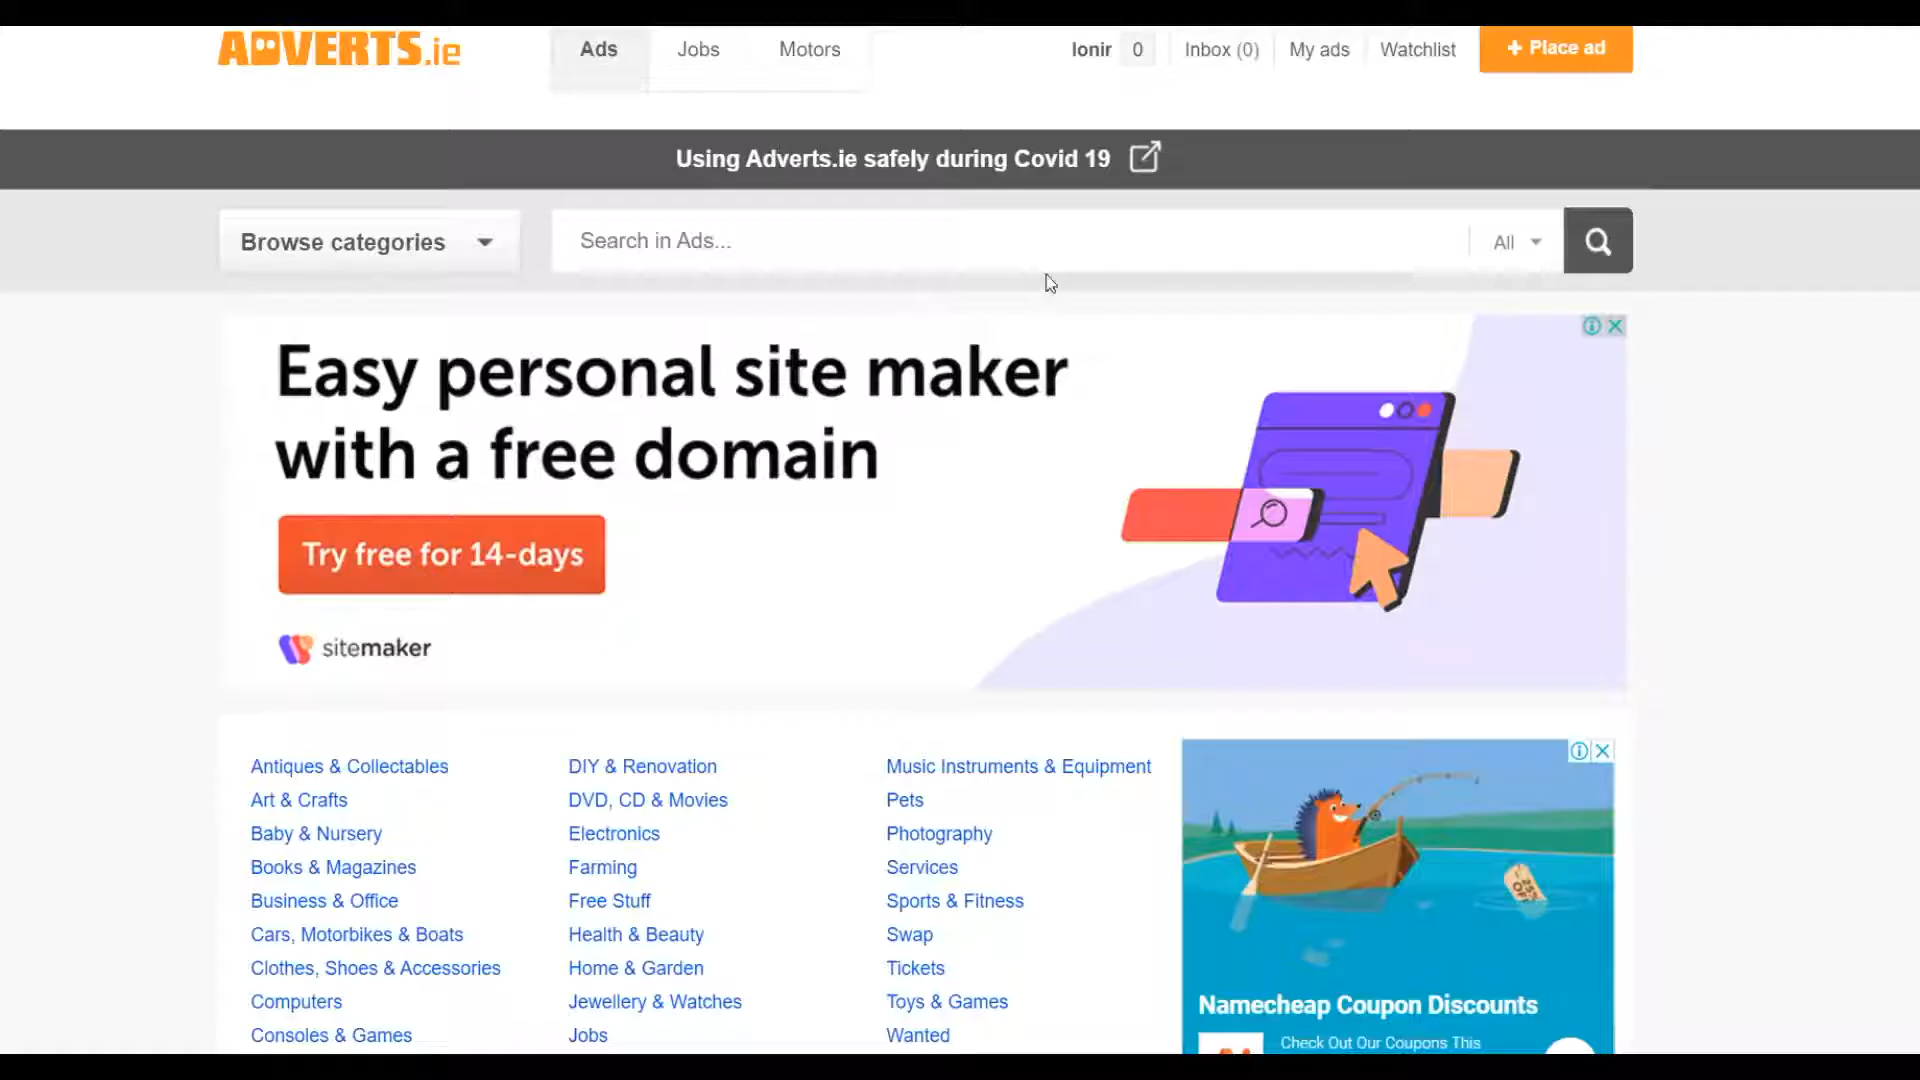 ADVERTS.ie
Ads
Jobs
Motors
Ionir 0
Inbox (0)
My ads
Watchlist
+ Place ad
Using Adverts.ie safely during Covid 19
Browse categories
Search in Ads...
All
Easy personal site maker
with a free domain
Try free for 14-days
sitemaker
Antiques & Collectables
Art & Crafts
Baby & Nursery
Books & Magazines
Business & Office
Cars, Motorbikes & Boats
Clothes, Shoes & Accessories
Computers
Consoles & Games
DIY & Renovation
DVD, CD & Movies
Electronics
Farming
Free Stuff
Health & Beauty
Home & Garden
Jewellery & Watches
Jobs
Music Instruments & Equipment
Pets
Photography
Services
Sports & Fitness
Swap
Tickets
Toys & Games
Wanted
Namecheap Coupon Discounts
Check Out Our Coupons This